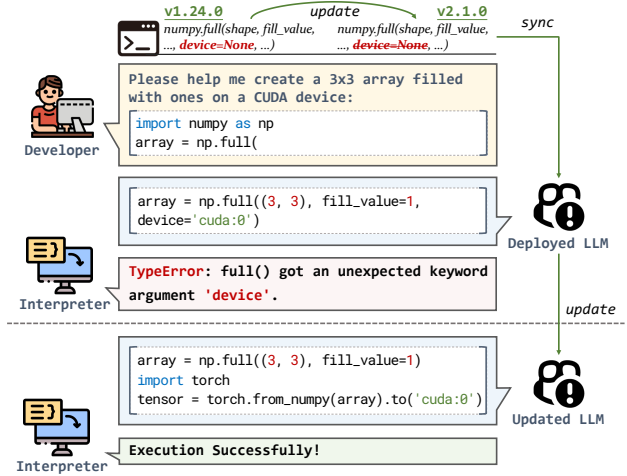 v1.24.0 update v2.1.0
sync
numpy.full(shape, fill_value, numpy.full(shape, fill_value,
..., device=None, ...) ..., device=None, ...)
Please help me create a 3x3 array filled
with ones on a CUDA device:
import numpy as np
array = np.full(
Developer
array = np.full((3, 3), fill_value=1,
device='cuda:0')
Deployed LLM
TypeError: full() got an unexpected keyword
argument 'device'.
Interpreter
update
array = np.full((3, 3), fill_value=1)
import torch
tensor = torch.from_numpy(array).to('cuda:0')
Updated LLM
Execution Successfully!
Interpreter